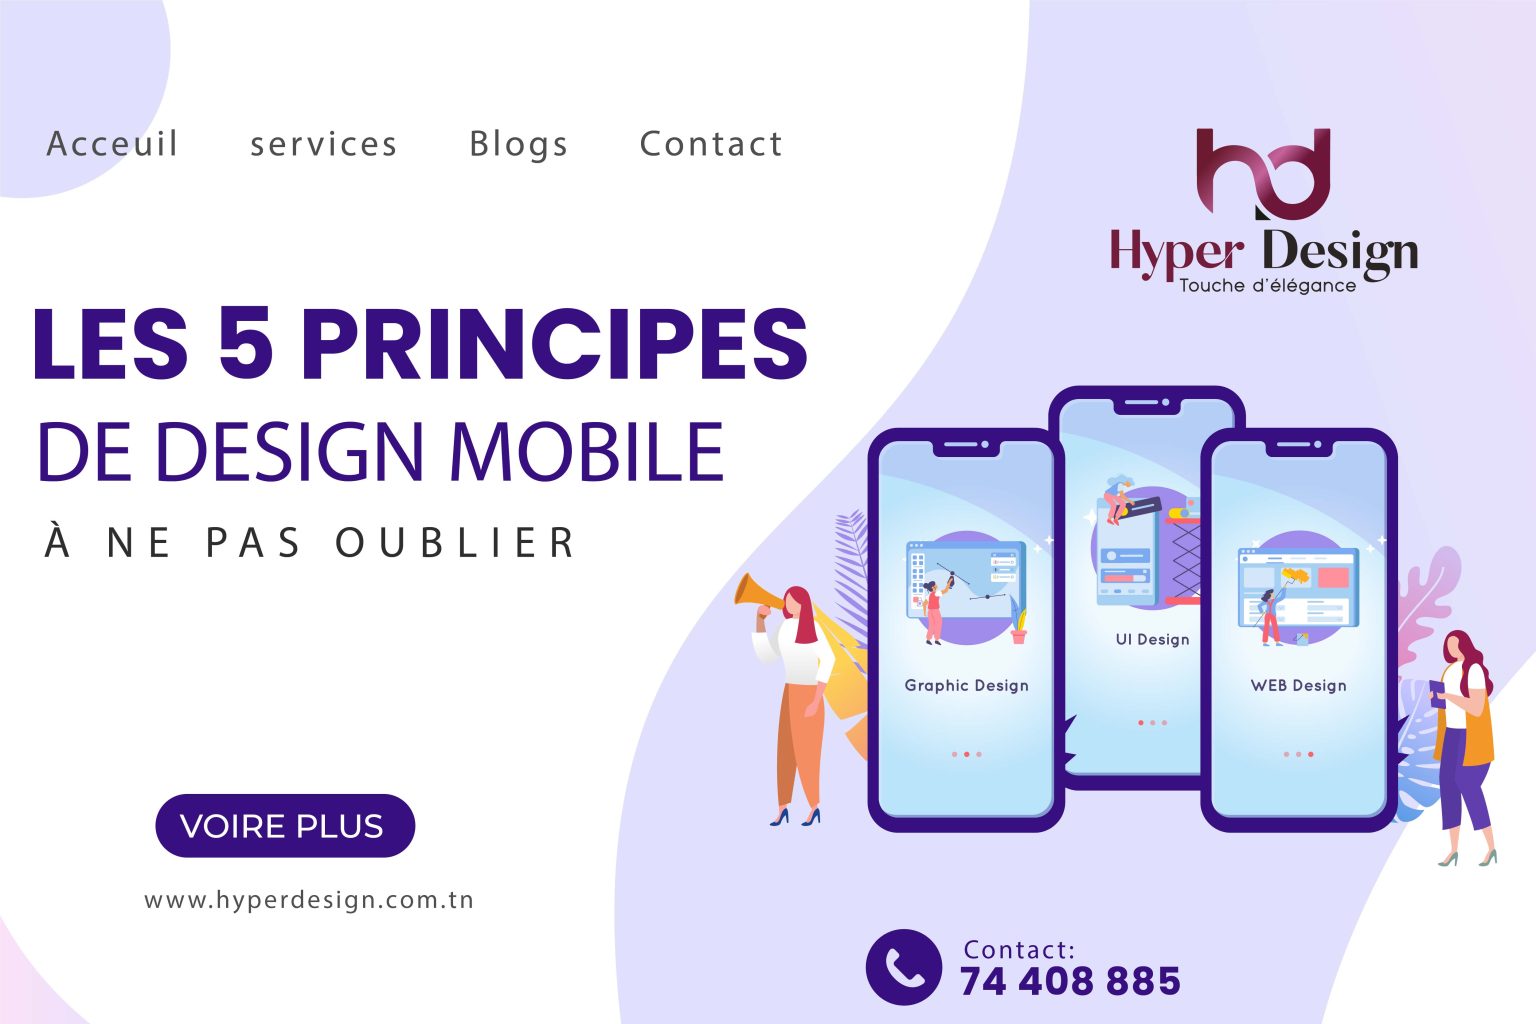 Acceuil services Blogs Contact
hd
Hyper Design
Touche d'élégance
LES 5 PRINCIPES
DE DESIGN MOBILE
À NE PAS OUBLIER
Graphic Design
UI Design
WEB Design
VOIRE PLUS
www.hyperdesign.com.tn
Contact:
74 408 885